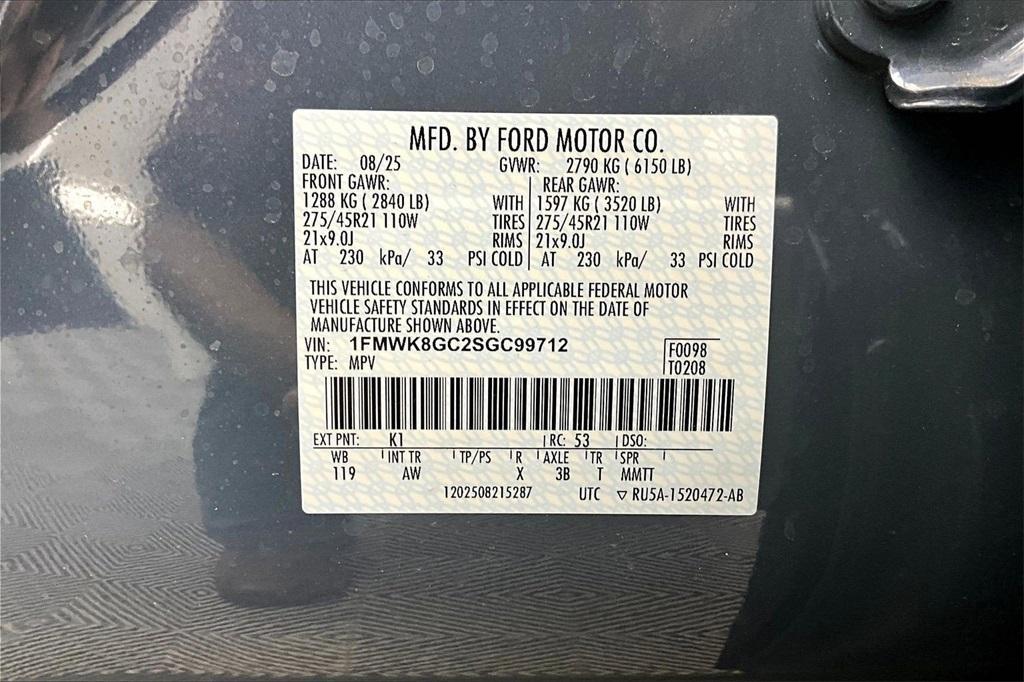 MFD. BY FORD MOTOR CO.
DATE: 08/25 GVWR: 2790 KG ( 6150 LB)
FRONT GAWR: REAR GAWR:
1288 KG ( 2840 LB) WITH 1597 KG ( 3520 LB) WITH
275/45R21 110W TIRES 275/45R21 110W TIRES
21x9.0J RIMS 21x9.0J RIMS
AT 230 kPa/ 33 PSI COLD AT 230 kPa/ 33 PSI COLD
THIS VEHICLE CONFORMS TO ALL APPLICABLE FEDERAL MOTOR
VEHICLE SAFETY STANDARDS IN EFFECT ON THE DATE OF
MANUFACTURE SHOWN ABOVE.
VIN: 1FMWK8GC2SGC99712 F0098
TYPE: MPV T0208
EXT PNT: K1 RC: 53 DSO:
WB INT TR TP/PS R AXLE TR SPR
119 AW X 3B T MMTT
1202508215287 UTC ▽ RU5A-1520472-AB